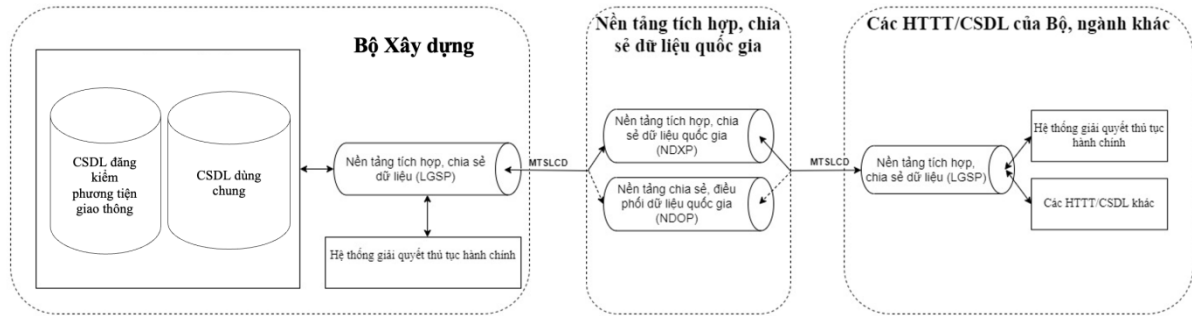 Bộ Xây dựng
CSDL đăng
kiểm
phương tiện
giao thông
CSDL dùng
chung
Nền tảng tích hợp, chia sẻ
dữ liệu (LGSP)
Hệ thống giải quyết thủ tục hành chính
MTSLCD
Nền tảng tích hợp, chia
sẻ dữ liệu quốc gia
Nền tảng tích hợp, chia
sẻ dữ liệu quốc gia
(NDXP)
Nền tảng chia sẻ, điều
phối dữ liệu quốc gia
(NDOP)
MTSLCD
Các HTTT/CSDL của Bộ, ngành khác
Nền tảng tích hợp,
chia sẻ dữ liệu (LGSP)
Hệ thống giải quyết thủ tục
hành chính
Các HTTT/CSDL khác